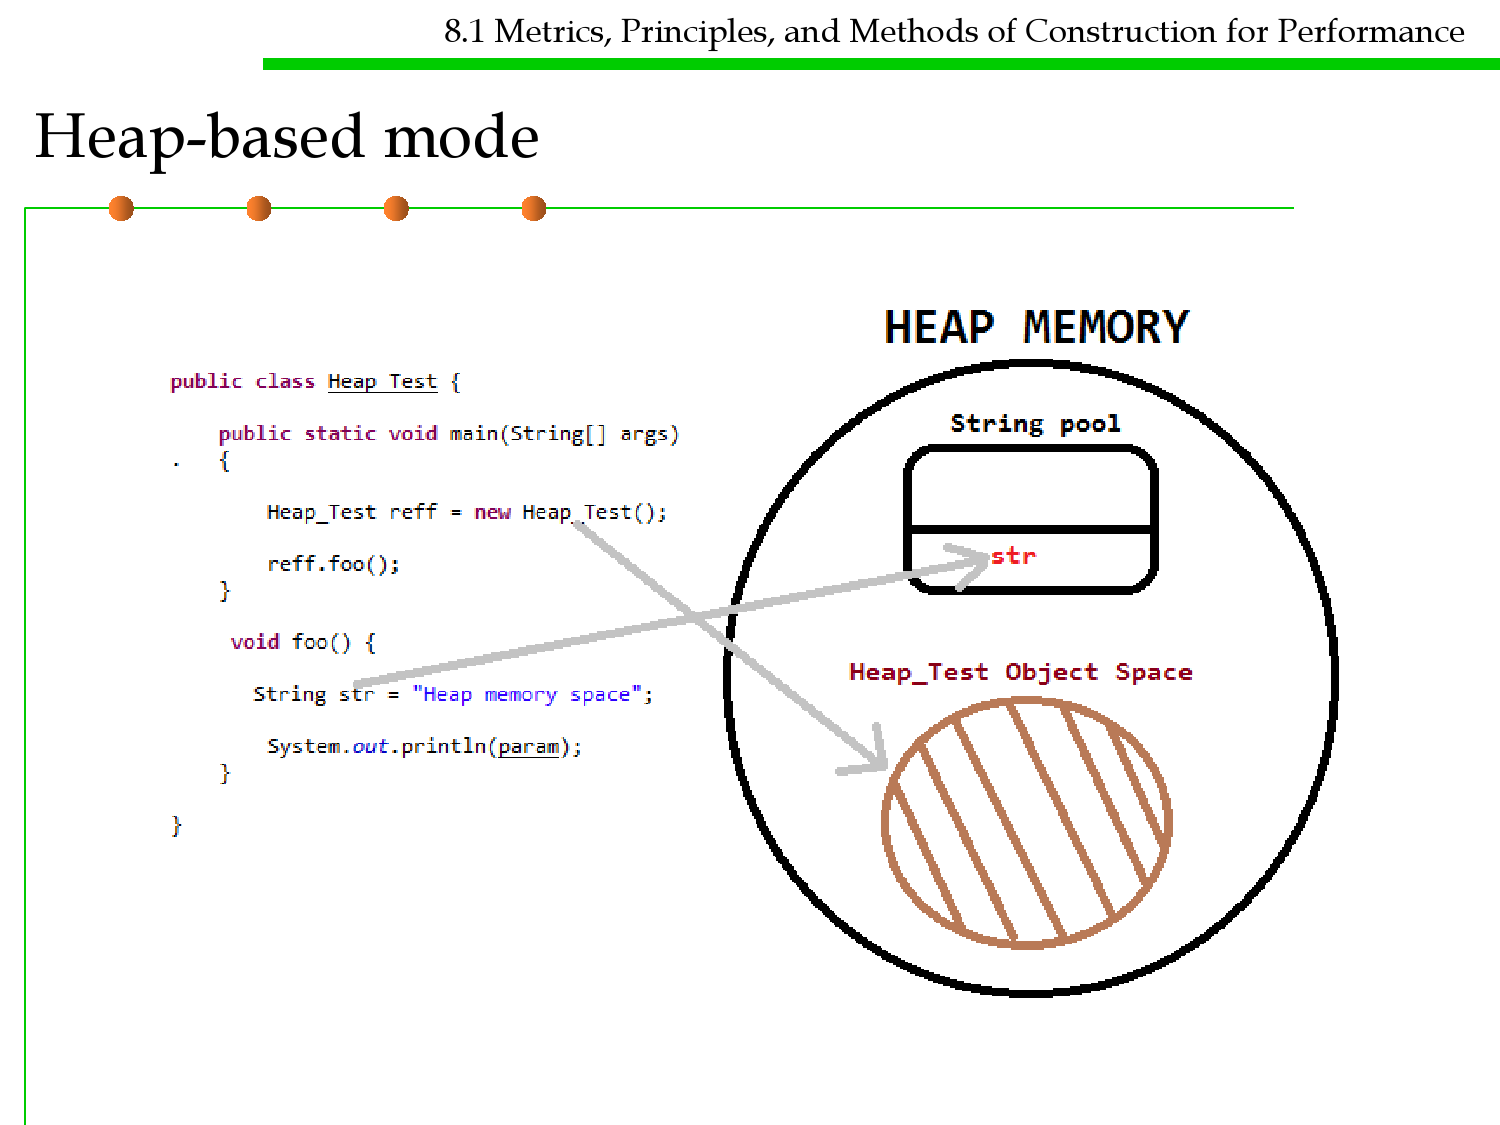 8.1 Metrics, Principles, and Methods of Construction for Performance
Heap-based mode
public class Heap_Test {
public static void main(String[] args)
. {
Heap_Test reff = new Heap_Test();
reff.foo();
}
void foo() {
String str = "Heap memory space";
System.out.println(param);
}
}
HEAP MEMORY
String pool
str
Heap_Test Object Space